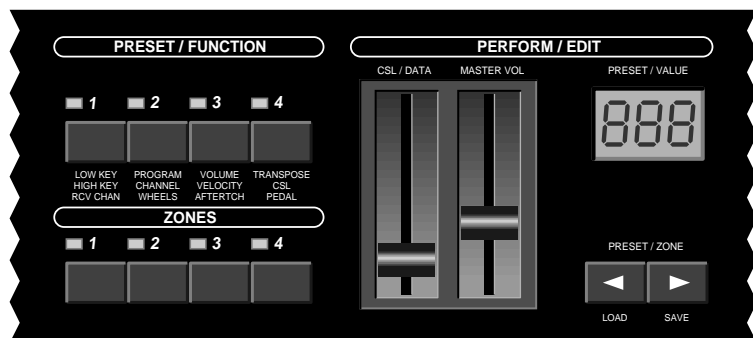 PRESET / FUNCTION
1 2 3 4
LOW KEY
HIGH KEY
RCV CHAN
PROGRAM
CHANNEL
WHEELS
VOLUME
VELOCITY
AFTERTCH
TRANSPOSE
CSL
PEDAL
ZONES
1 2 3 4
PERFORM / EDIT
CSL / DATA
MASTER VOL
PRESET / VALUE
888
PRESET / ZONE
LOAD
SAVE